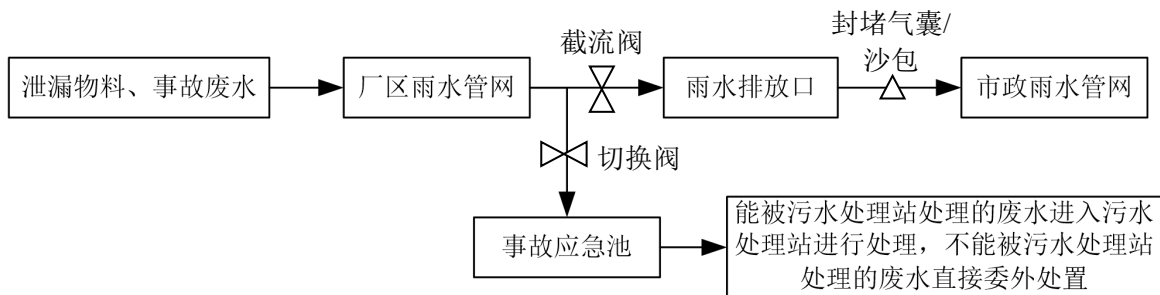 截流阀
封堵气囊/
沙包
泄漏物料、事故废水
厂区雨水管网
雨水排放口
市政雨水管网
切换阀
事故应急池
能被污水处理站处理的废水进入污水
处理站进行处理，不能被污水处理站
处理的废水直接委外处置